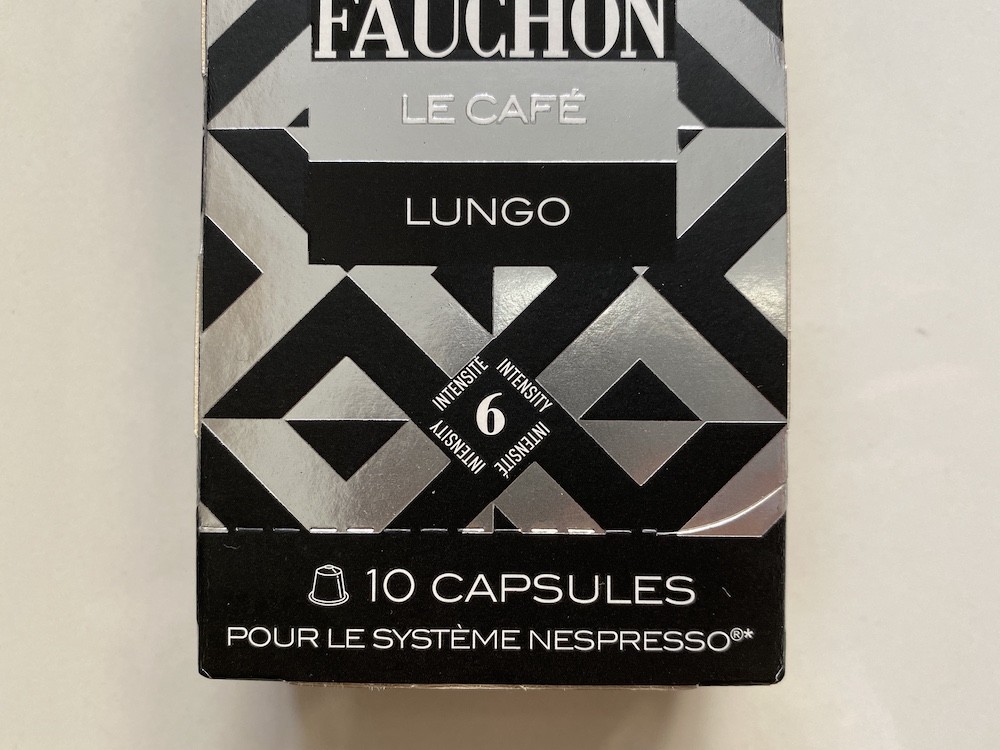 FAUCHON
LE CAFÉ
LUNGO
INTENSITÉ INTENSITY
6
INTENSITY INTENSITÉ
10 CAPSULES
POUR LE SYSTÈME NESPRESSO®*